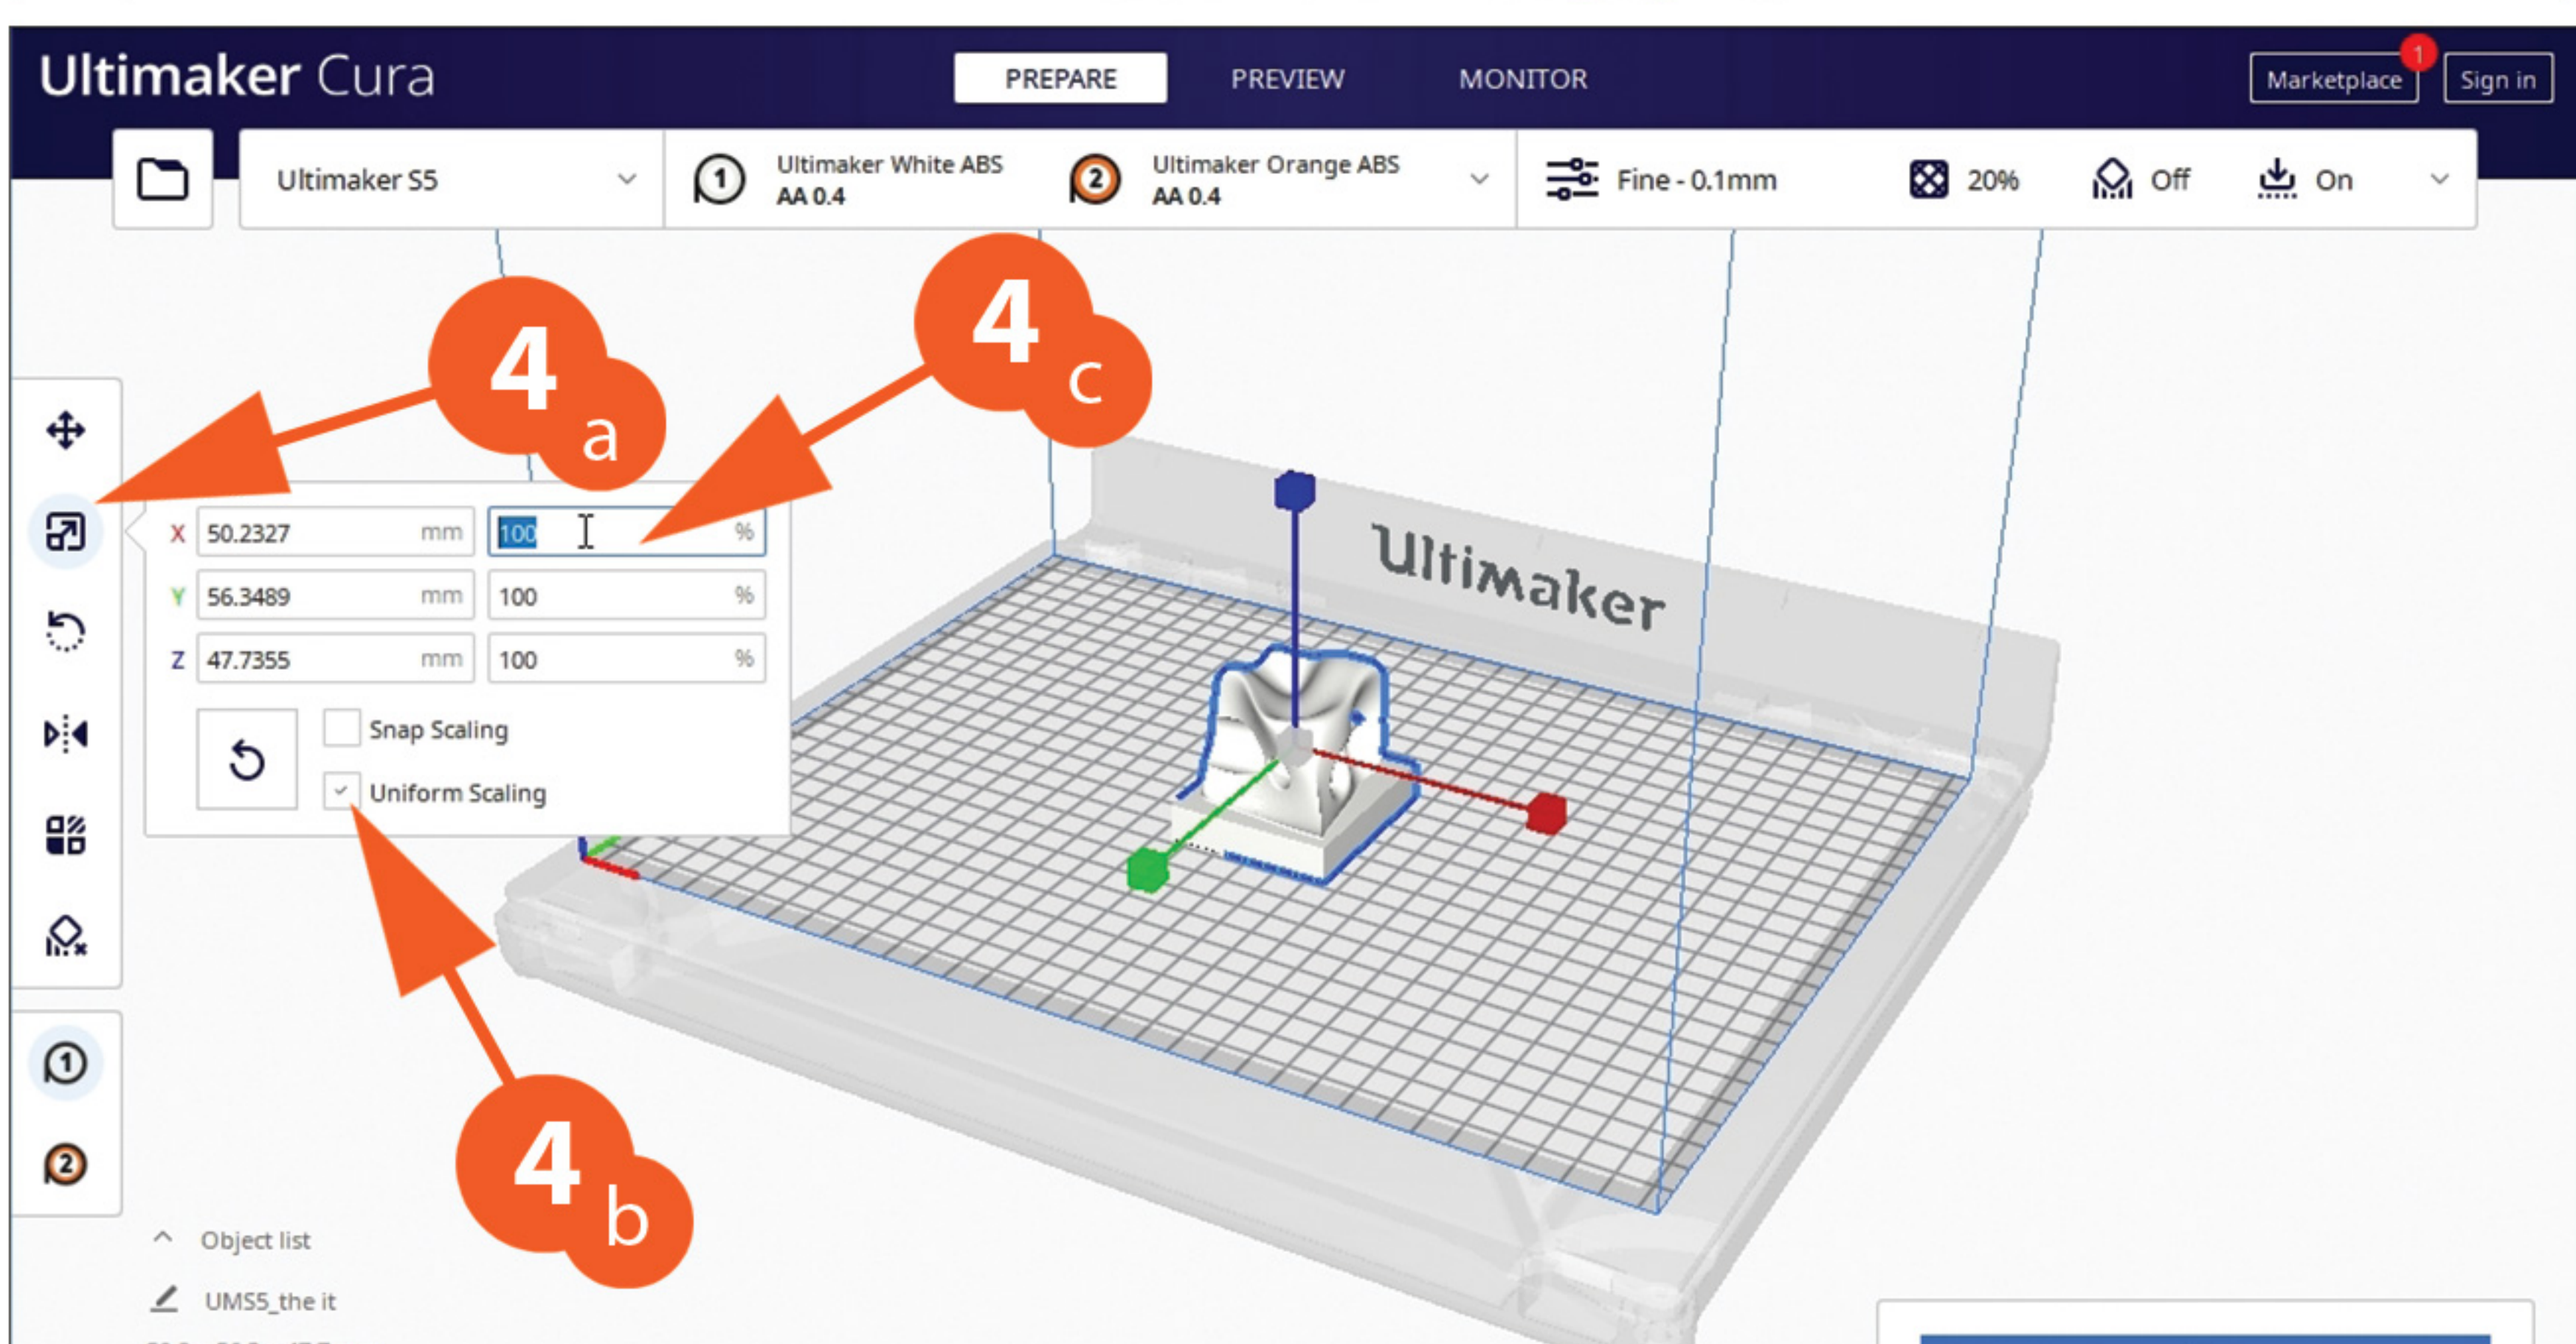 Ultimaker Cura
PREPARE
PREVIEW
MONITOR
Marketplace
1
Sign in
Ultimaker S5
1
Ultimaker White ABS
AA 0.4
2
Ultimaker Orange ABS
AA 0.4
Fine - 0.1mm
20%
Off
On
4
a
4
c
X 50.2327 mm 100 %
Y 56.3489 mm 100 %
Z 47.7355 mm 100 %
Snap Scaling
Uniform Scaling
Ultimaker
1
2
4
b
Object list
UMS5_the it